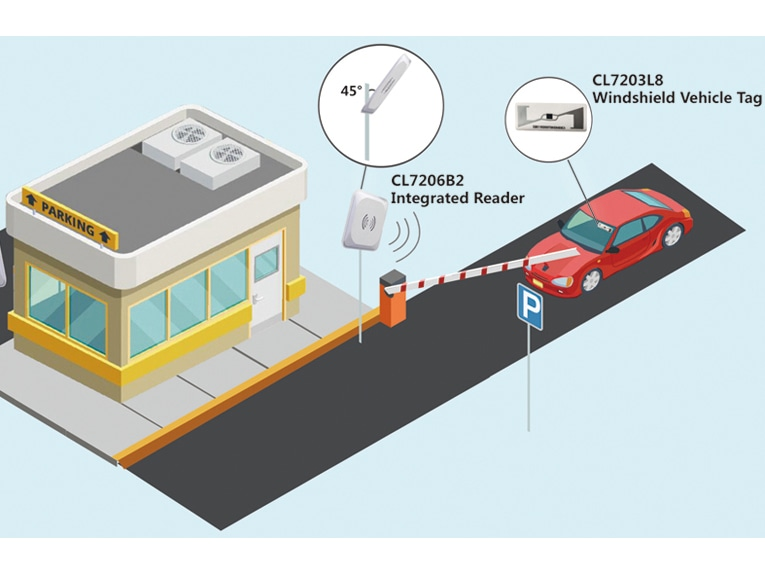 45°
CL7203L8
Windshield Vehicle Tag
CL7206B2
Integrated Reader
PARKING
P